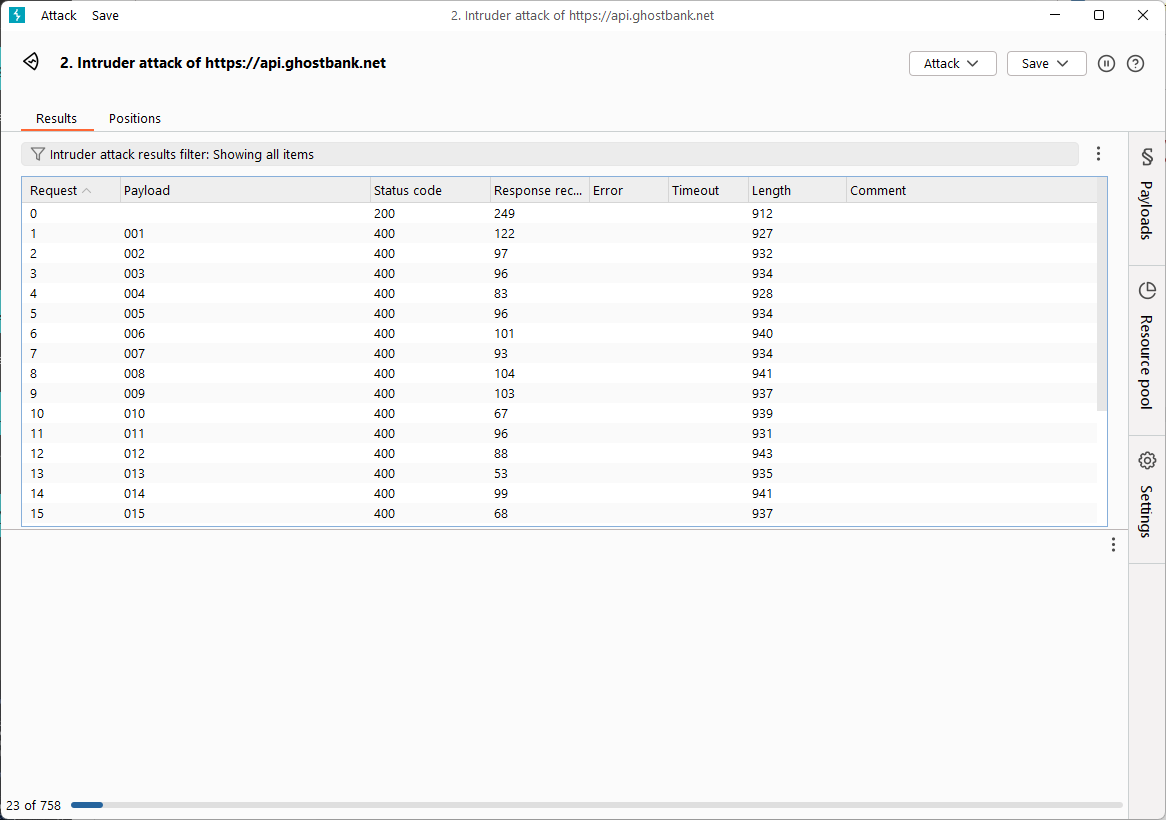 Attack Save 2. Intruder attack of https://api.ghostbank.net
2. Intruder attack of https://api.ghostbank.net Attack Save
Results Positions
Intruder attack results filter: Showing all items
Request Payload Status code Response rec... Error Timeout Length Comment
0 200 249 912
1 001 400 122 927
2 002 400 97 932
3 003 400 96 934
4 004 400 83 928
5 005 400 96 934
6 006 400 101 940
7 007 400 93 934
8 008 400 104 941
9 009 400 103 937
10 010 400 67 939
11 011 400 96 931
12 012 400 88 943
13 013 400 53 935
14 014 400 99 941
15 015 400 68 937
Payloads
Resource pool
Settings
23 of 758